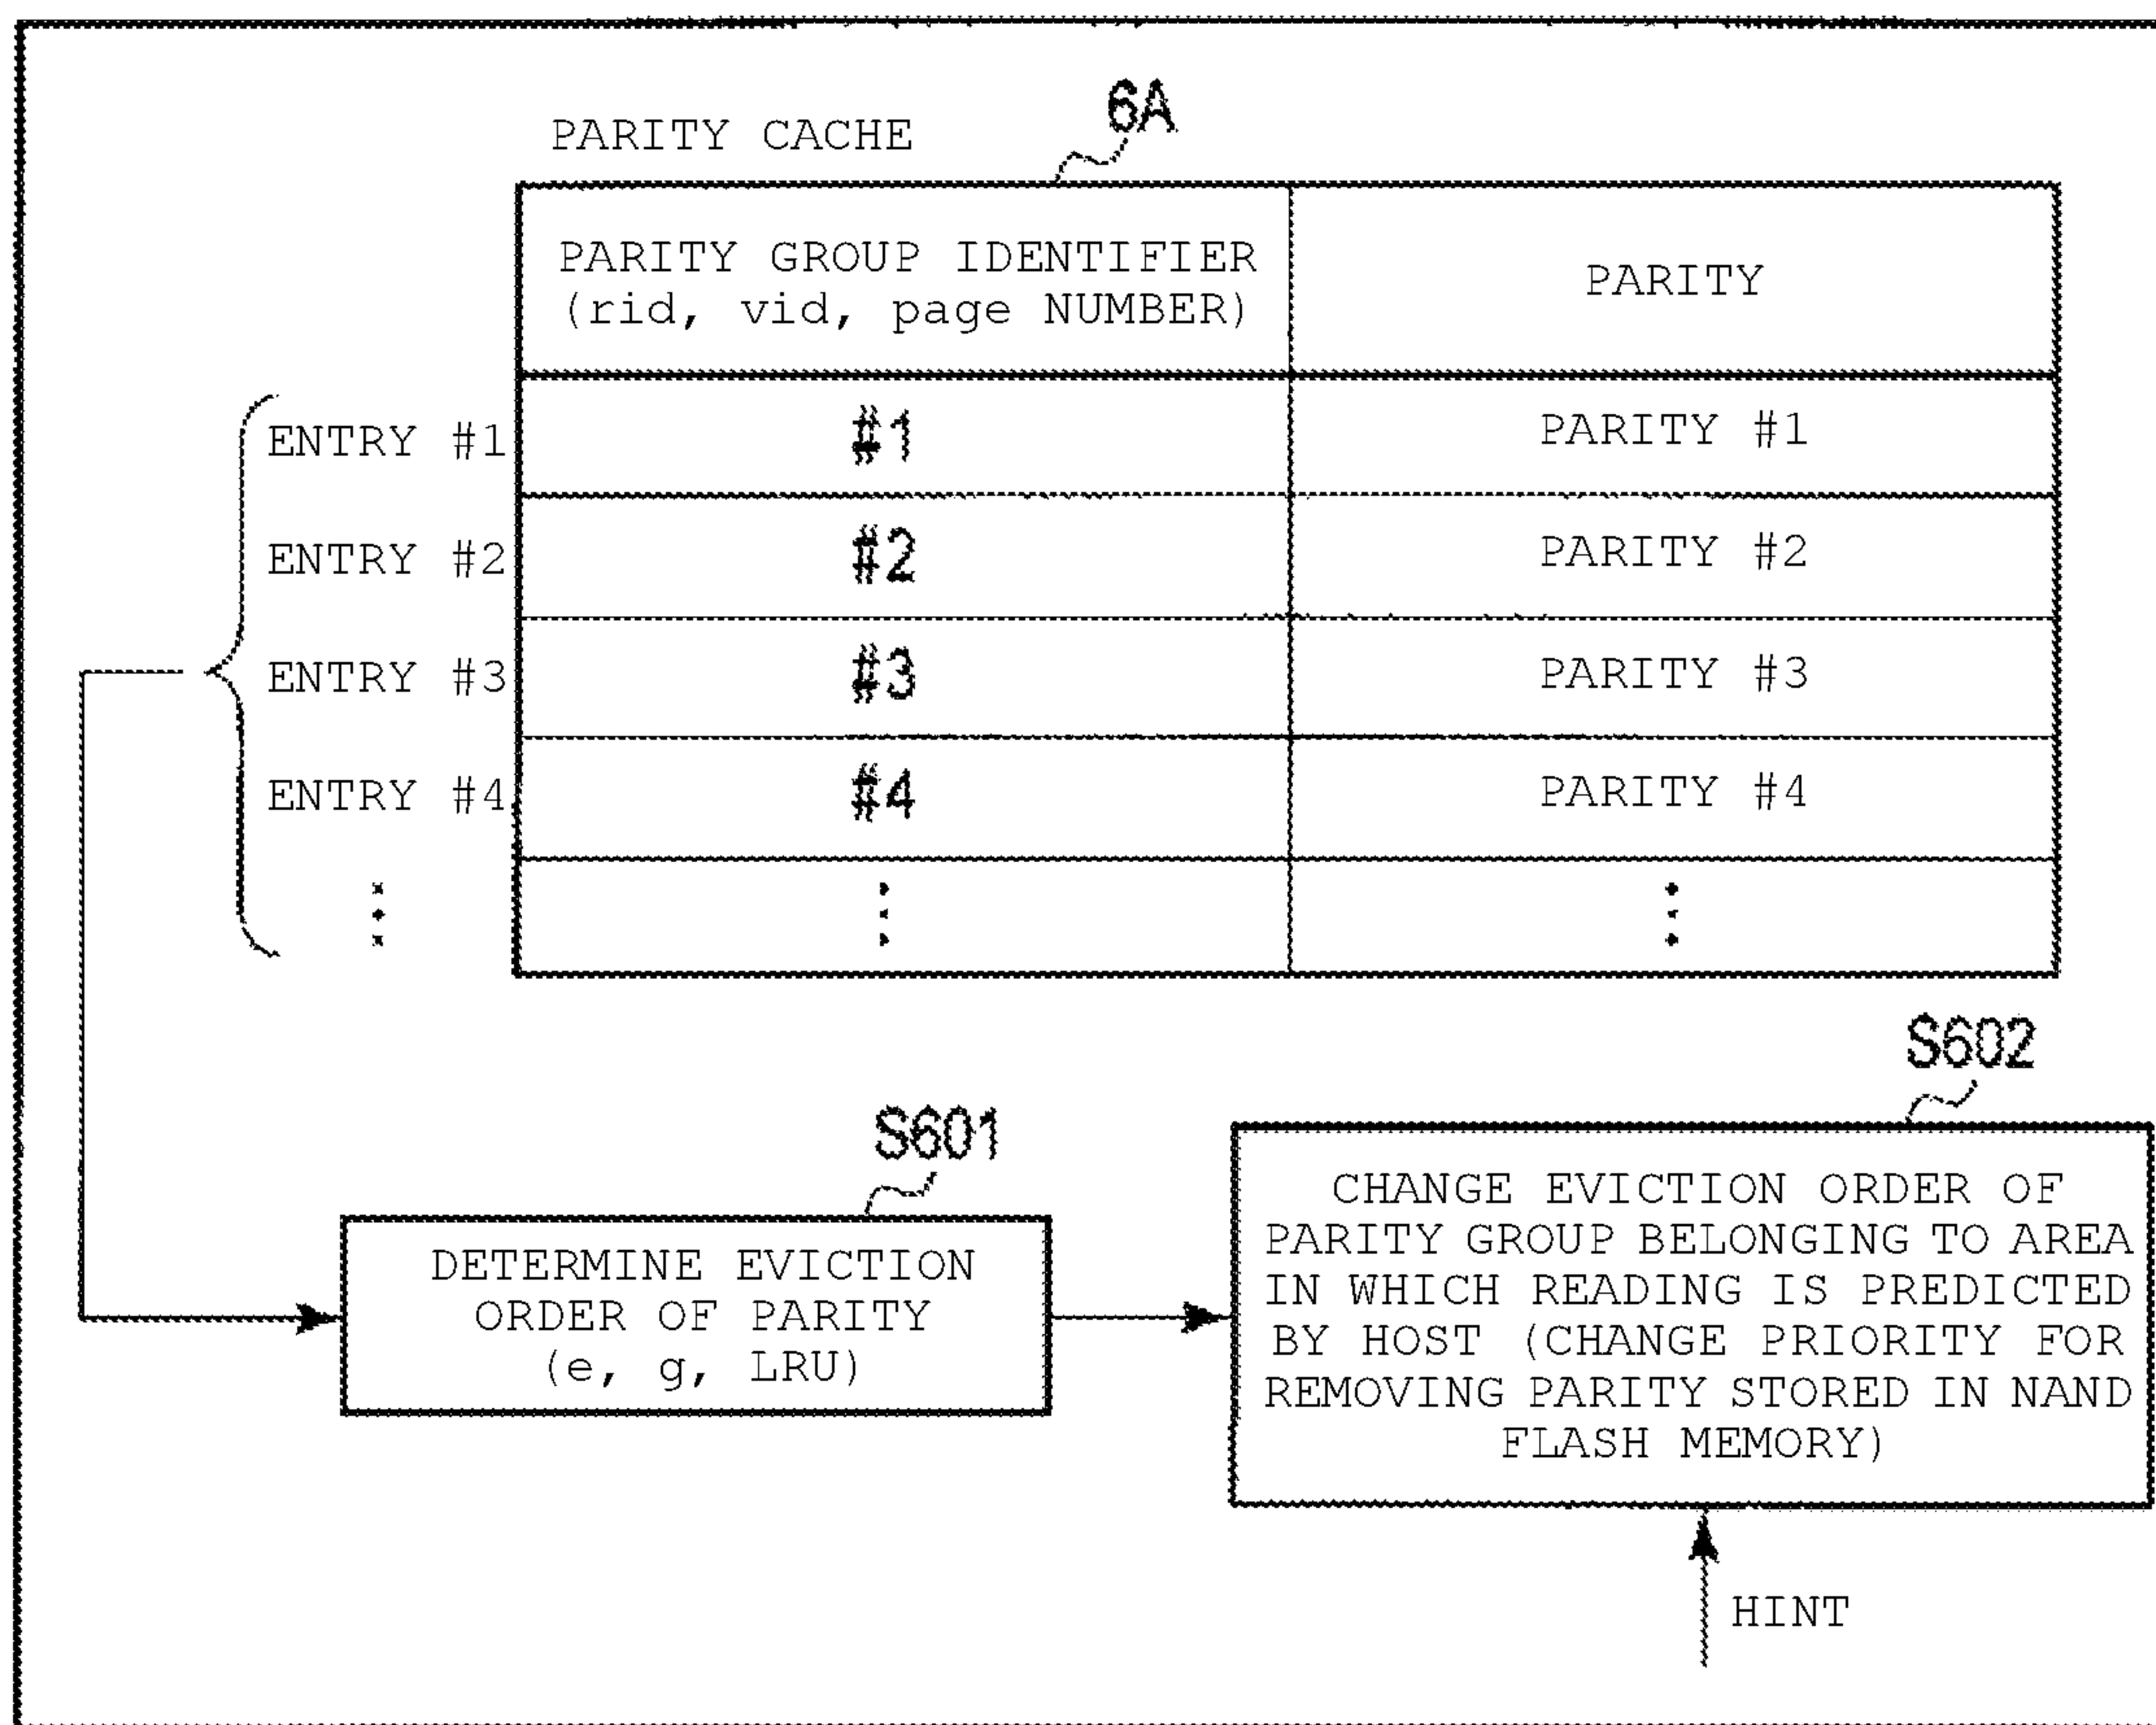 6A
PARITY CACHE
PARITY GROUP IDENTIFIER
(rid, vid, page NUMBER)
PARITY
ENTRY #1
#1
PARITY #1
ENTRY #2
#2
PARITY #2
ENTRY #3
#3
PARITY #3
ENTRY #4
#4
PARITY #4
S601
DETERMINE EVICTION
ORDER OF PARITY
(e, g, LRU)
S602
CHANGE EVICTION ORDER OF
PARITY GROUP BELONGING TO AREA
IN WHICH READING IS PREDICTED
BY HOST (CHANGE PRIORITY FOR
REMOVING PARITY STORED IN NAND
FLASH MEMORY)
HINT